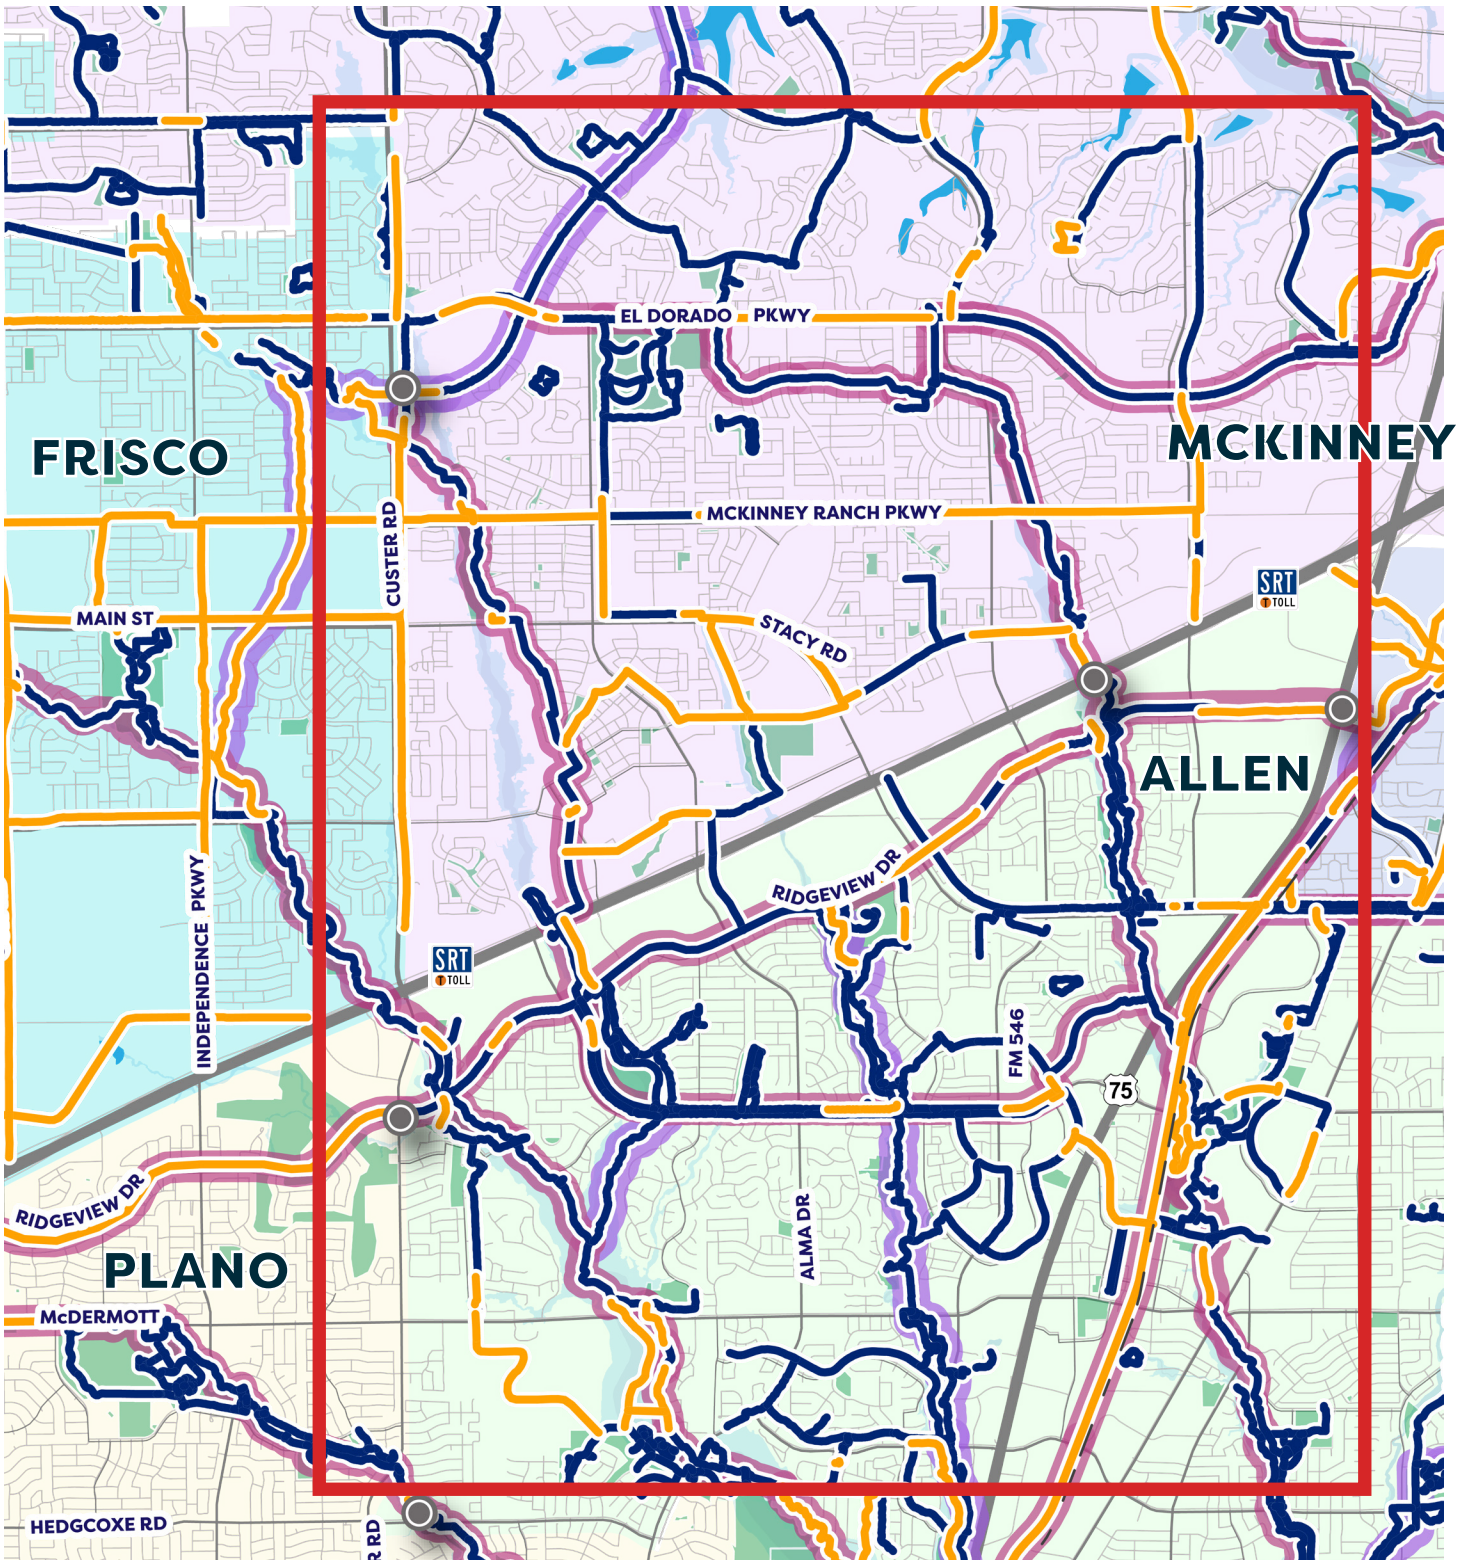 EL DORADO PKWY
FRISCO
MCKINNEY
MCKINNEY RANCH PKWY
CUSTER RD
SRT
T TOLL
MAIN ST
STACY RD
ALLEN
RIDGEVIEW DR
INDEPENDENCE PKWY
SRT
T TOLL
FM 546
75
RIDGEVIEW DR
ALMA DR
PLANO
McDERMOTT
HEDGCOXE RD
R RD